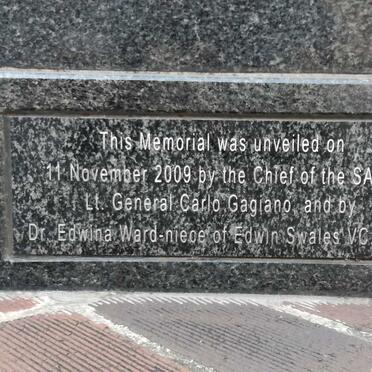 This Memorial was unveiled on
11 November 2009 by the Chief of the SA
Lt. General Carlo Gagiano, and by
Dr. Edwina Ward-niece of Edwin Swales VC